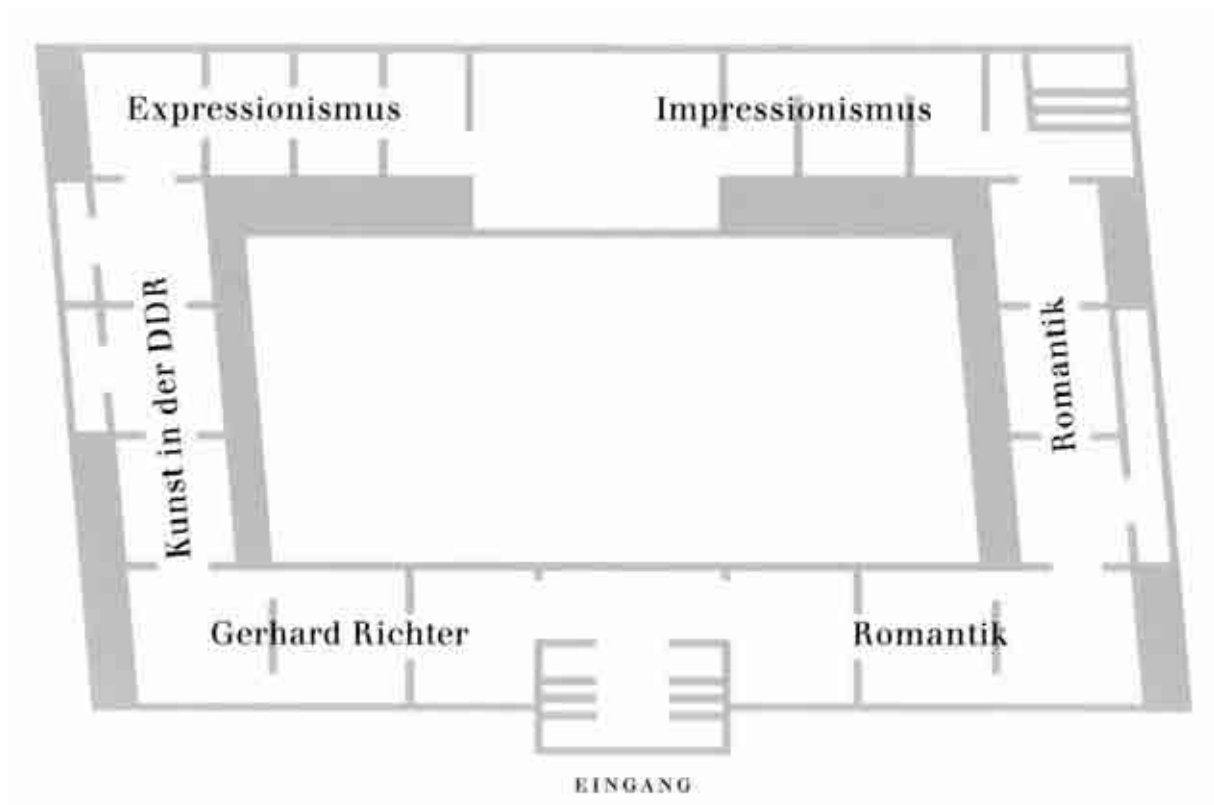 Expressionismus
Impressionismus
Kunst in der DDR
Romantik
Gerhard Richter
Romantik
EINGANG